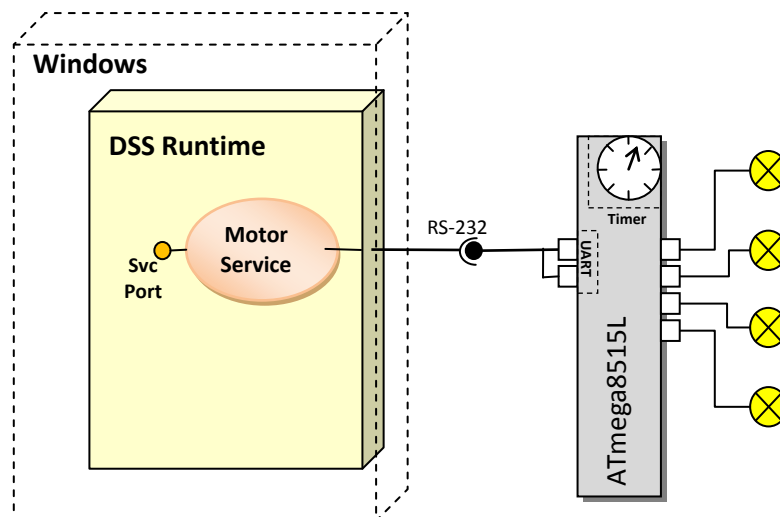 Windows
DSS Runtime
Motor
Service
Svc
Port
RS-232
Timer
UART
ATmega8515L